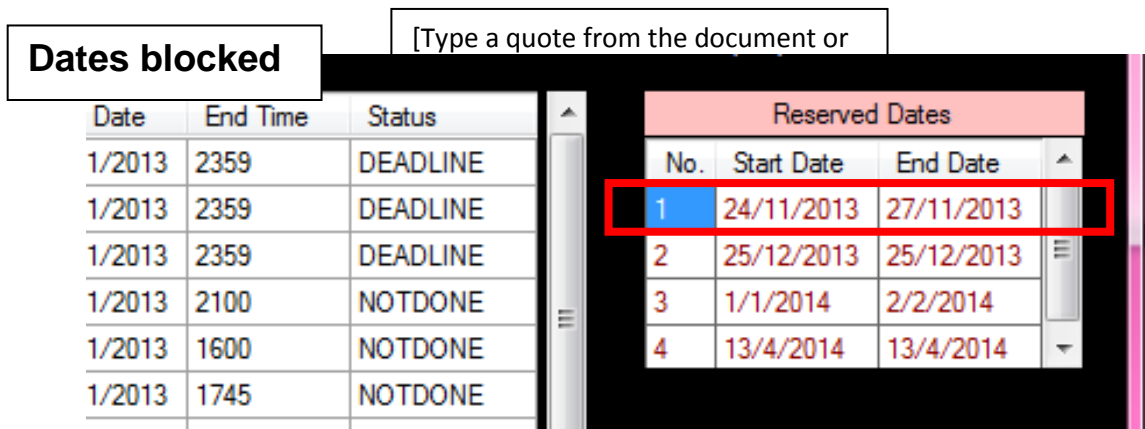 [Type a quote from the document or
Dates blocked
Date End Time Status
1/2013 2359 DEADLINE
1/2013 2359 DEADLINE
1/2013 2359 DEADLINE
1/2013 2100 NOTDONE
1/2013 1600 NOTDONE
1/2013 1745 NOTDONE
Reserved Dates
No. Start Date End Date
1 24/11/2013 27/11/2013
2 25/12/2013 25/12/2013
3 1/1/2014 2/2/2014
4 13/4/2014 13/4/2014